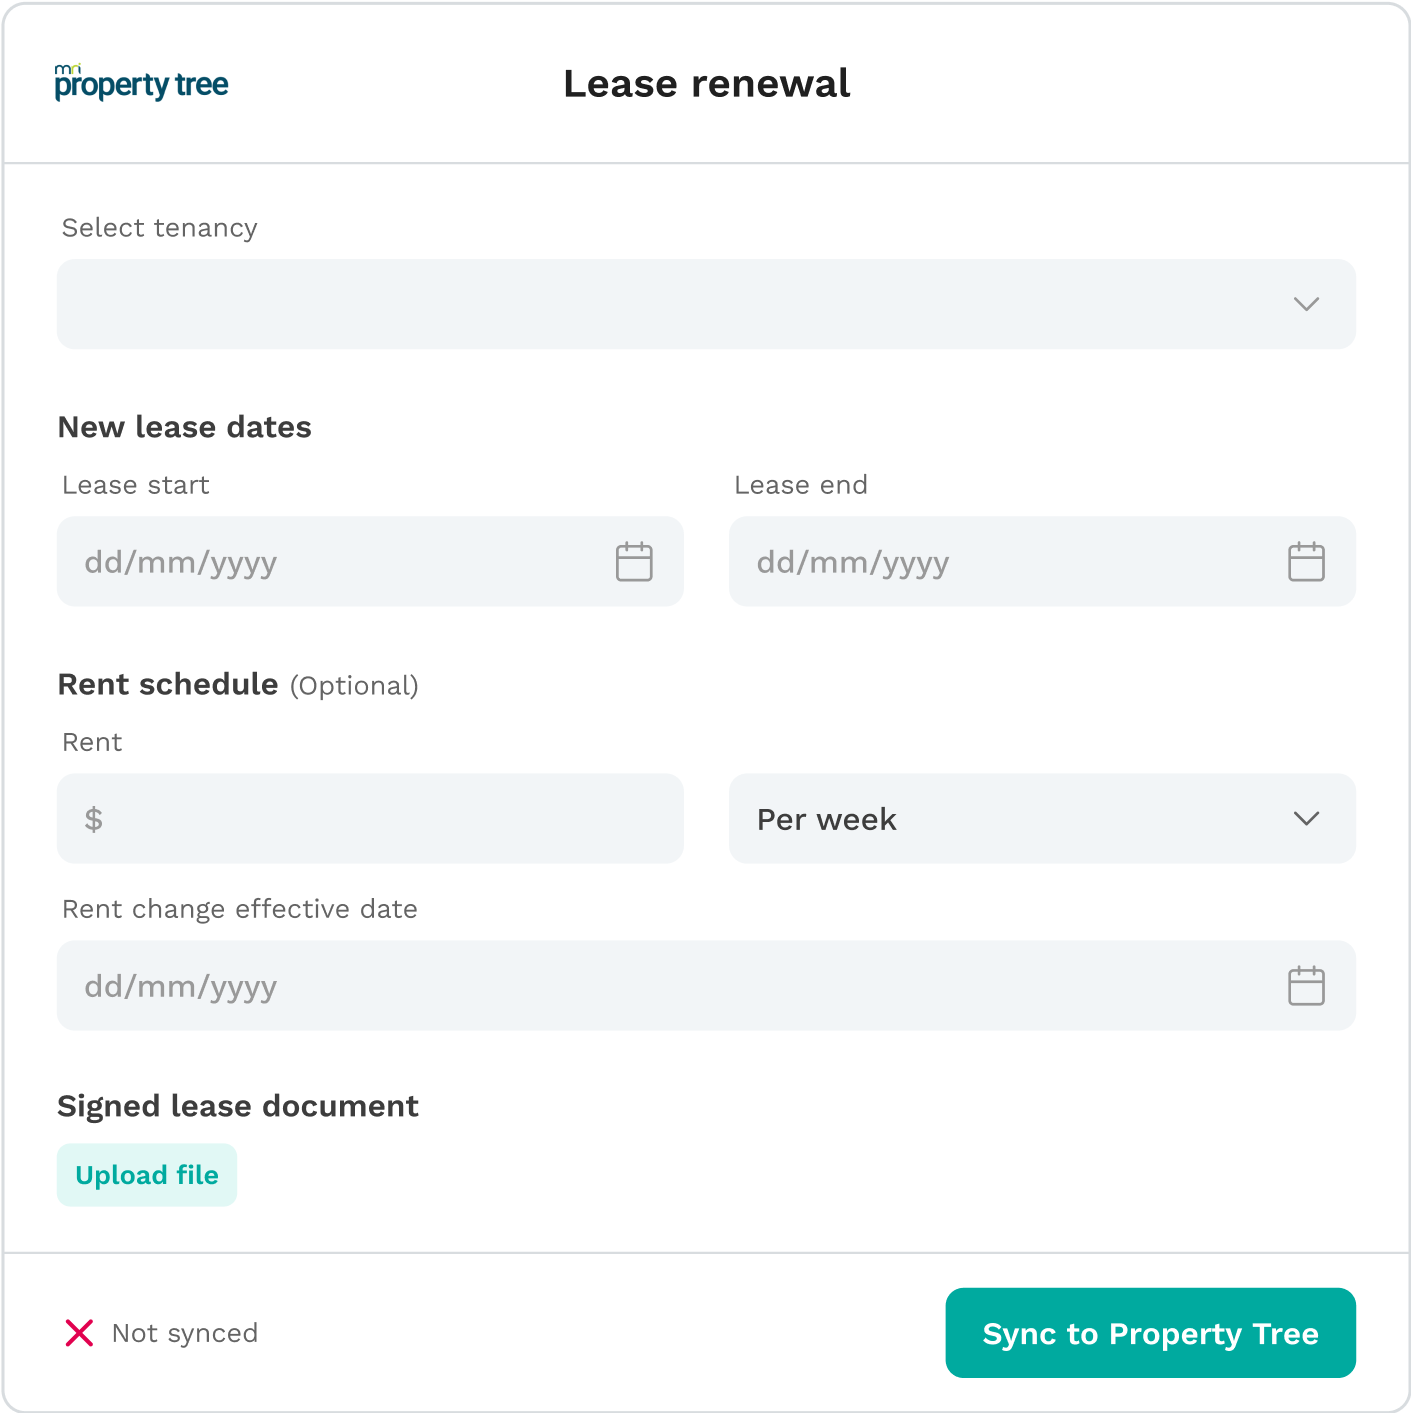 mri
property tree
Lease renewal
Select tenancy
New lease dates
Lease start
Lease end
dd/mm/yyyy
dd/mm/yyyy
Rent schedule (Optional)
Rent
$
Per week
Rent change effective date
dd/mm/yyyy
Signed lease document
Upload file
Not synced
Sync to Property Tree